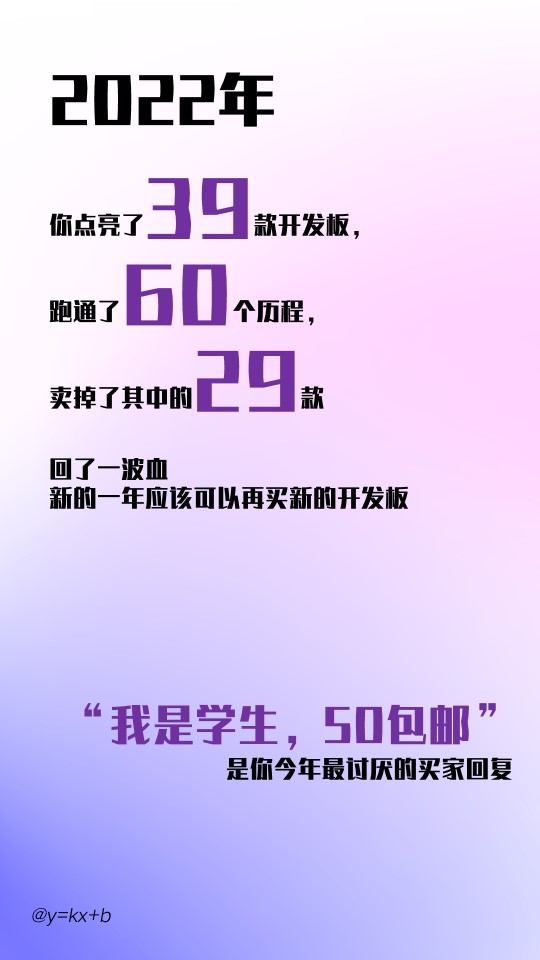 2022年
你点亮了39款开发板，
跑通了60个历程，
卖掉了其中的29款
回了一波血
新的一年应该可以再买新的开发板
“我是学生，50包邮”
是你今年最讨厌的买家回复
@y=kx+b